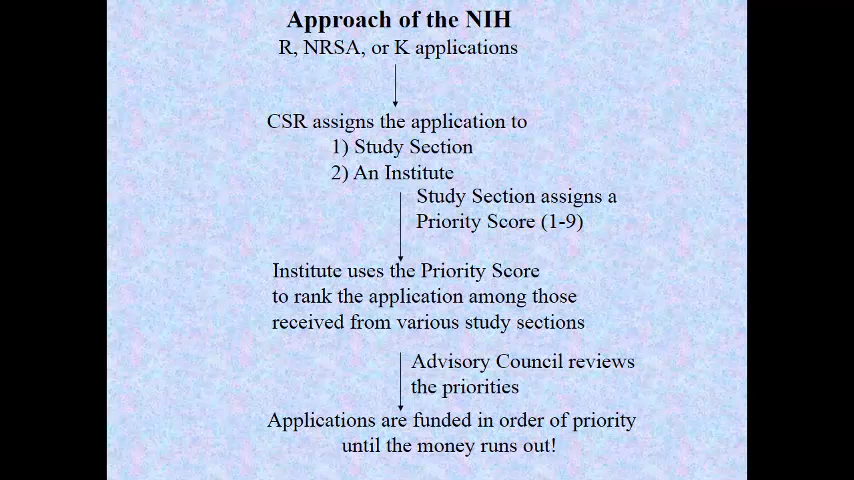 Approach of the NIH
R, NRSA, or K applications
CSR assigns the application to
1) Study Section
2) An Institute
Study Section assigns a
Priority Score (1-9)
Institute uses the Priority Score
to rank the application among those
received from various study sections
Advisory Council reviews
the priorities
Applications are funded in order of priority
until the money runs out!